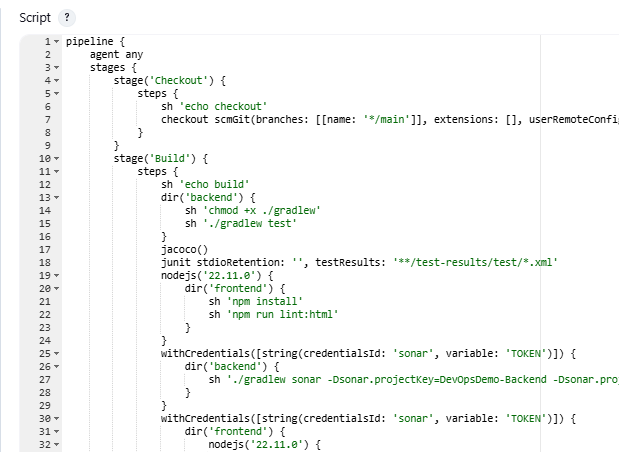 Script ?
1 pipeline {
2     agent any
3     stages {
4         stage('Checkout') {
5             steps {
6                 sh 'echo checkout'
7                 checkout scmGit(branches: [[name: '*/main']], extensions: [], userRemoteConfi
8             }
9         }
10         stage('Build') {
11             steps {
12                 sh 'echo build'
13                 dir('backend') {
14                     sh 'chmod +x ./gradlew'
15                     sh './gradlew test'
16                 }
17                 jacoco()
18                 junit stdioRetention: '', testResults: '**/test-results/test/*.xml'
19                 nodejs('22.11.0') {
20                     dir('frontend') {
21                         sh 'npm install'
22                         sh 'npm run lint:html'
23                     }
24                 }
25                 withCredentials([string(credentialsId: 'sonar', variable: 'TOKEN')]) {
26                     dir('backend') {
27                         sh './gradlew sonar -Dsonar.projectKey=DevOpsDemo-Backend -Dsonar.pro
28                     }
29                 }
30                 withCredentials([string(credentialsId: 'sonar', variable: 'TOKEN')]) {
31                     dir('frontend') {
32                         nodejs('22.11.0') {